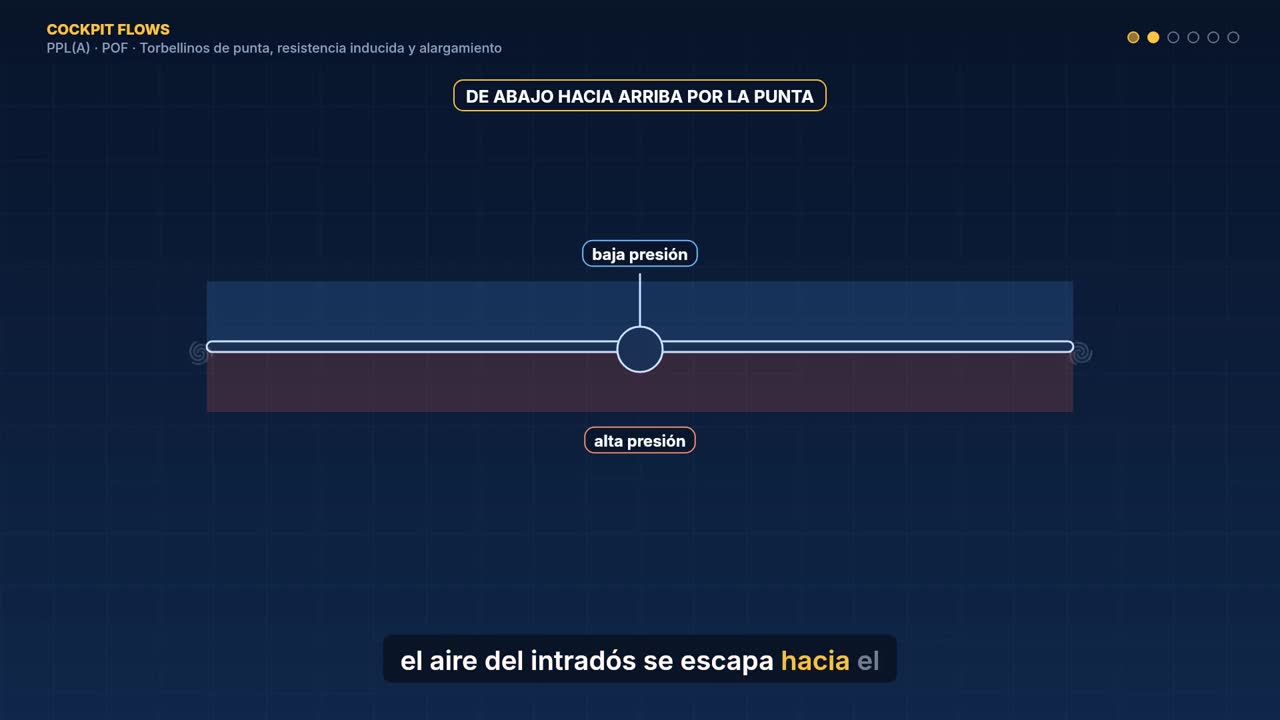 COCKPIT FLOWS
PPL(A) · POF · Torbellinos de punta, resistencia inducida y alargamiento
DE ABAJO HACIA ARRIBA POR LA PUNTA
baja presión
alta presión
el aire del intradós se escapa hacia el